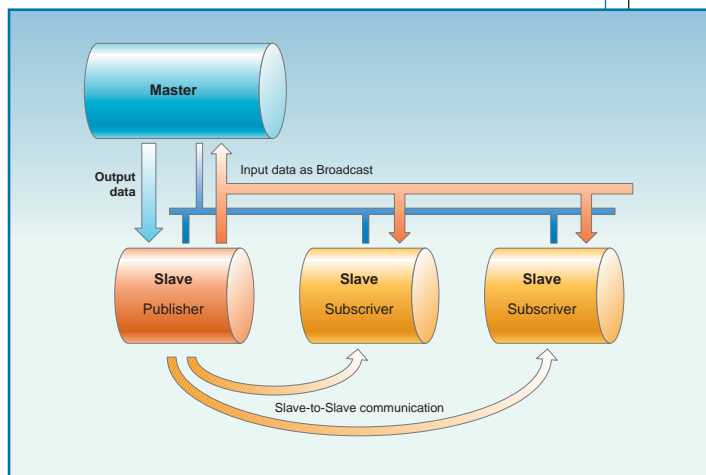 Master
Output
data
Input data as Broadcast
Slave
Publisher
Slave
Subscriver
Slave
Subscriver
Slave-to-Slave communication